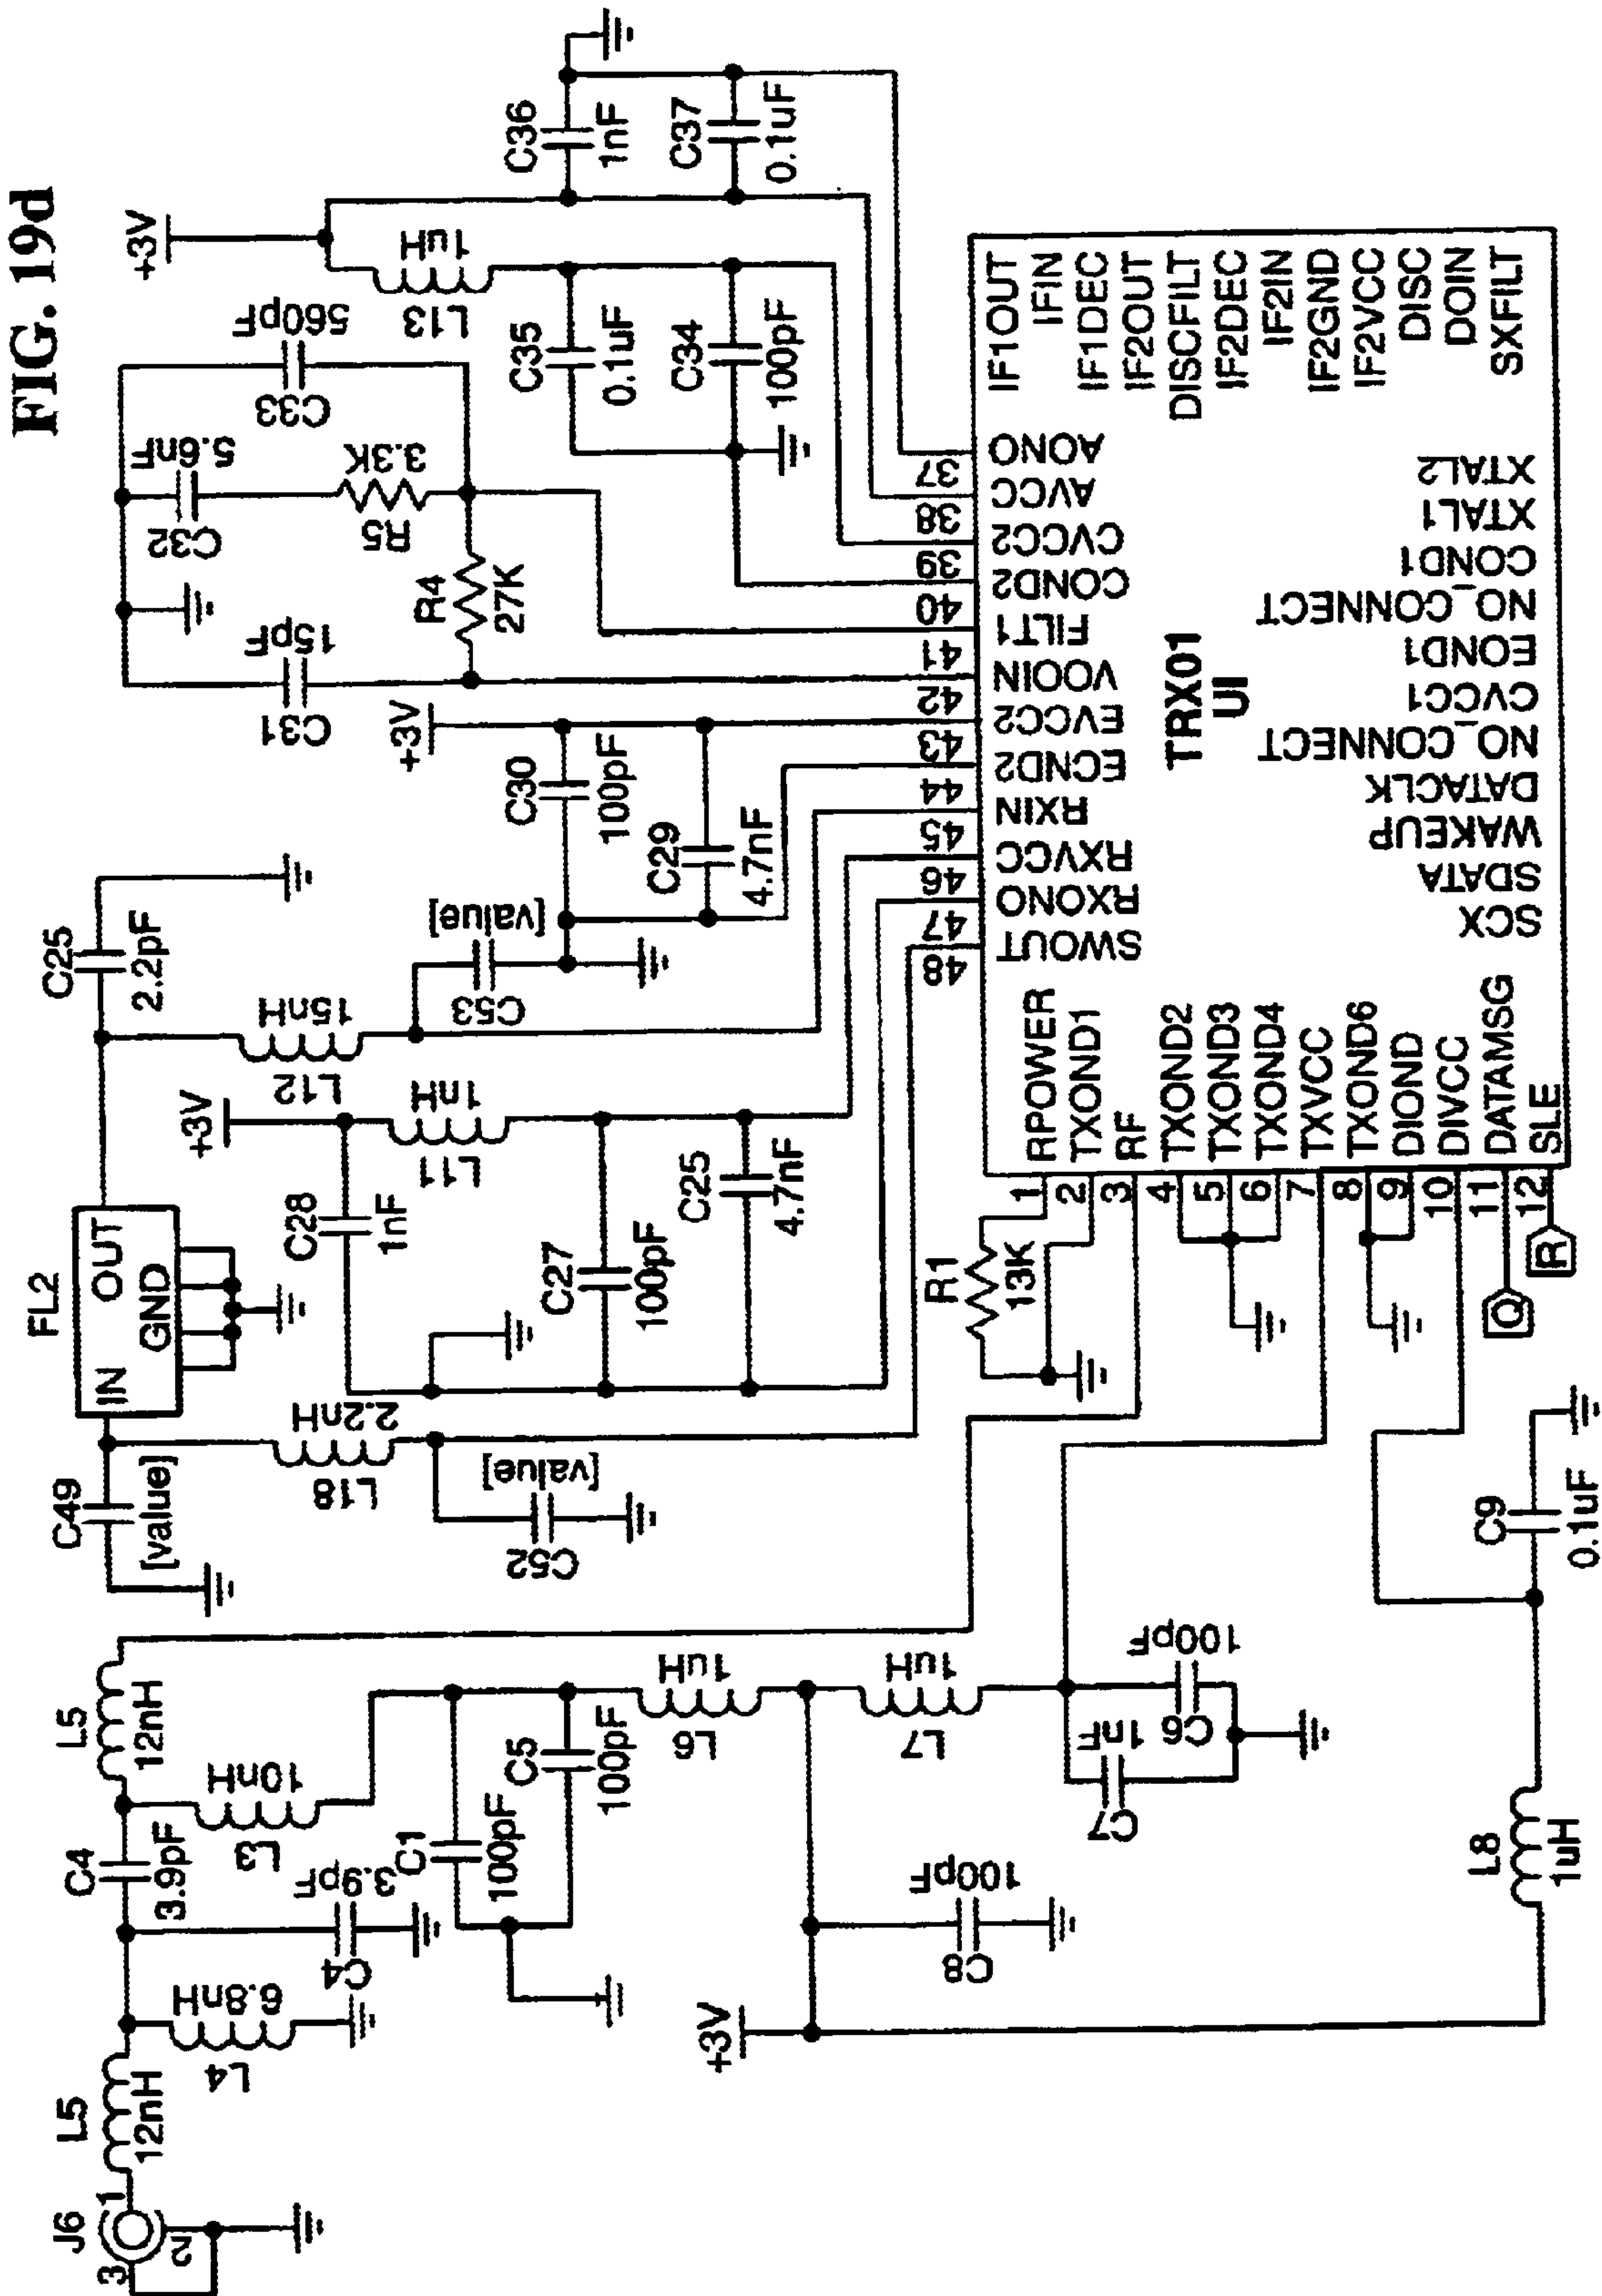 FIG. 19d
J6
1
2
3
L5
12nH
L4
6.8nH
C4
3.9pF
C4
3.9pF
L3
10nH
L5
12nH
C1
100pF
C5
100pF
L6
1uH
L7
1uH
C7
1nF
C6
100pF
C8
100pF
+3V
L8
1uH
C9
0.1uF
C49
[value]
FL2
IN
OUT
GND
L18
2.2nH
C52
[value]
C28
1nF
+3V
L11
1nH
C27
100pF
C25
4.7nF
C25
2.2pF
L12
15nH
C53
[value]
C30
100pF
C29
4.7nF
+3V
C31
15pF
R4
27K
C32
5.6nF
R5
3.3K
C33
560pF
+3V
L13
1uH
C35
0.1uF
C34
100pF
C36
1nF
C37
0.1uF
R1
13K
TRX01
UI
1 RPOWER
2 TXOND1
3 RF
4 TXOND2
5 TXOND3
6 TXOND4
7 TXVCC
8 TXOND6
9 DIOND
10 DIVCC
11 DATAMSG
12 SLE
Q
R
48 SWOUT
47 RXONO
46 RXVCC
45 RXIN
44 ECND2
43 EVCC2
42 VOOIN
41 FILT1
40 COND2
39 CVCC2
38 AVCC
37 AONO
IF1OUT
IFIN
IF1DEC
IF2OUT
DISCFILT
IF2DEC
IF2IN
IF2GND
IF2VCC
DISC
DOIN
SXFILT
SCX
SDATA
WAKEUP
DATACLK
NO_CONNECT
CVCC1
EOND1
NO_CONNECT
COND1
XTAL1
XTAL2